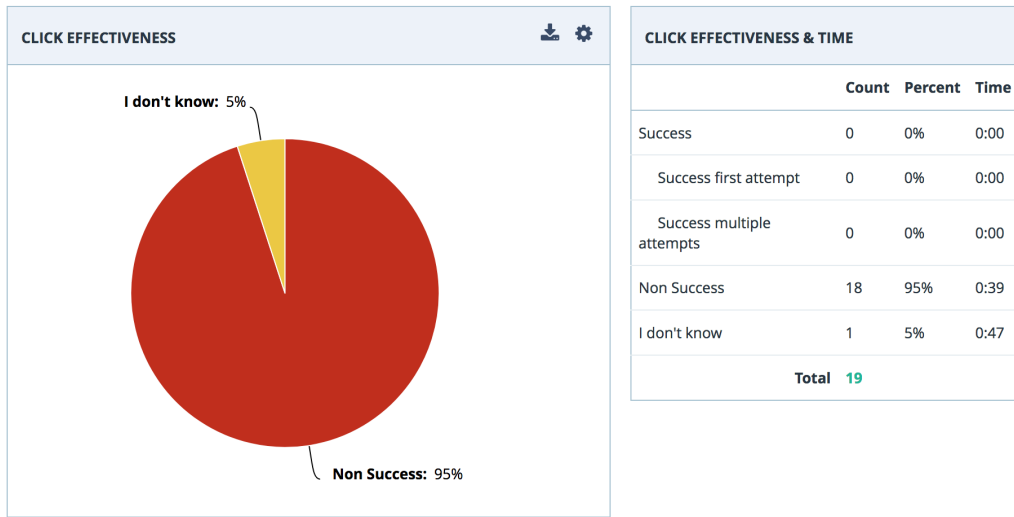 CLICK EFFECTIVENESS
I don't know: 5%
Non Success: 95%
CLICK EFFECTIVENESS & TIME
Count Percent Time
Success 0 0% 0:00
Success first attempt 0 0% 0:00
Success multiple
attempts 0 0% 0:00
Non Success 18 95% 0:39
I don't know 1 5% 0:47
Total 19